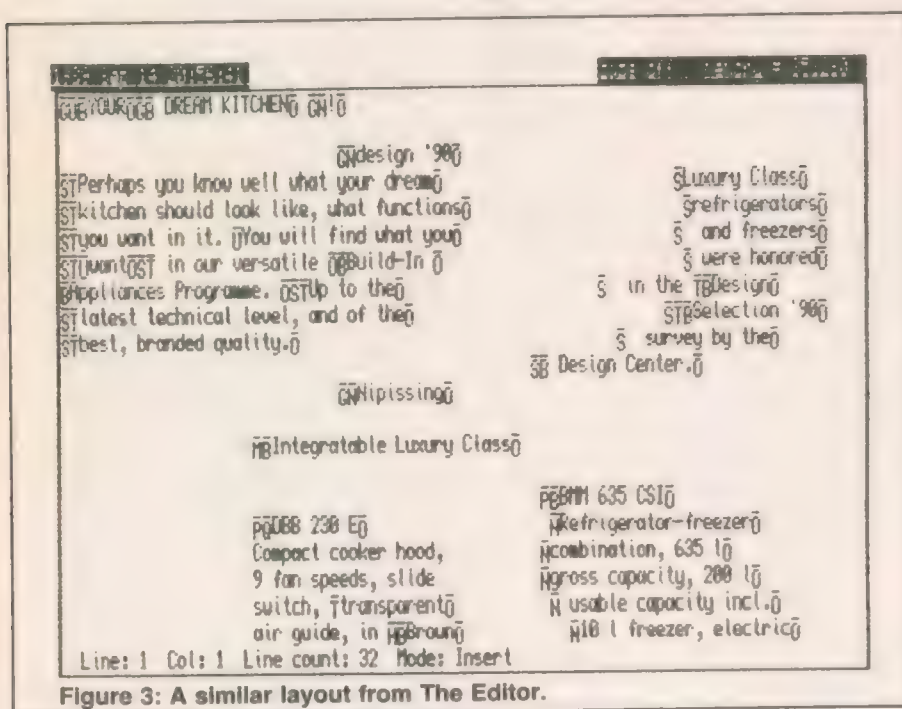 YOUR DREAM KITCHEN !
design '90
Perhaps you know well what your dream
kitchen should look like, what functions
you want in it. You will find what you
want in our versatile Build-In
Appliances Programme. Up to the
latest technical level, and of the
best, branded quality.
Luxury Class
refrigerators
and freezers
were honored
in the Design
Selection '90
survey by the
Design Center.
Nipissing
Integratable Luxury Class
230 E
Compact cooker hood,
9 fan speeds, slide
switch, transparent
air guide, in Brown
BMM 635 CSI
Refrigerator-freezer
combination, 635 l
gross capacity, 200 l
usable capacity incl.
10 l freezer, electric
Line: 1 Col: 1 Line count: 32 Mode: Insert
Figure 3: A similar layout from The Editor.